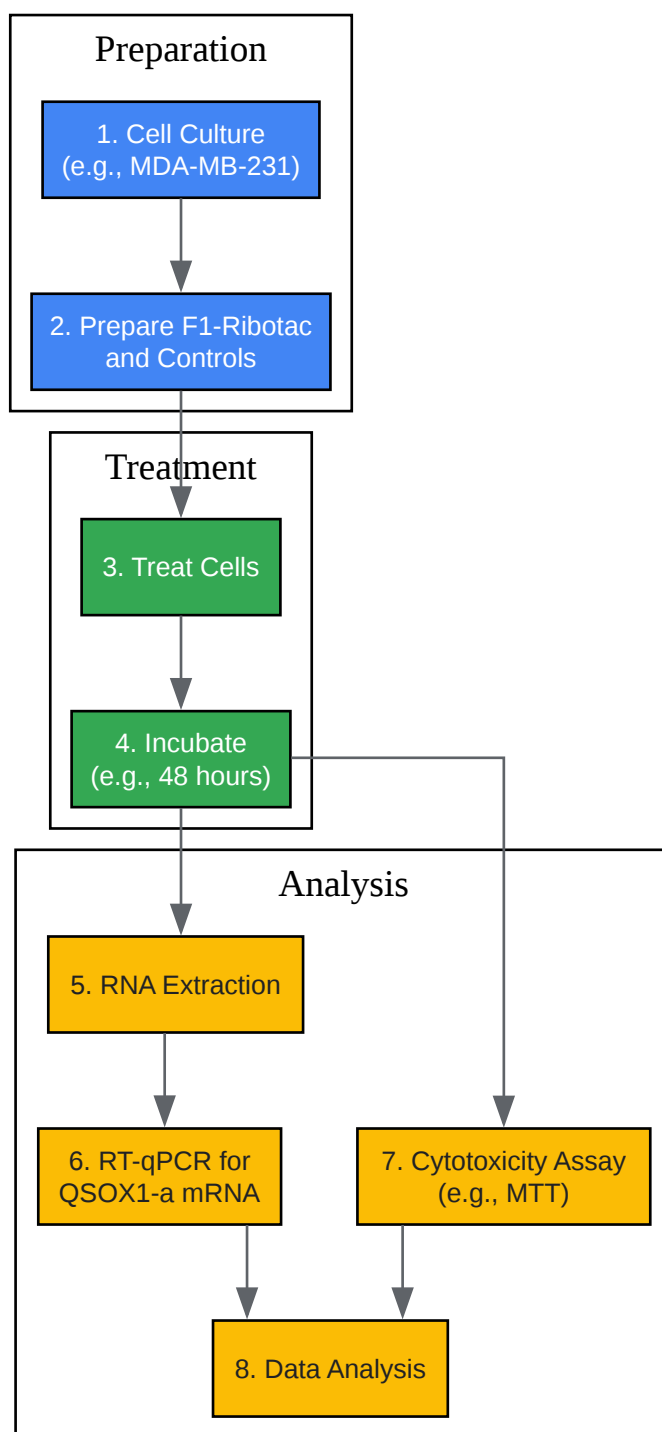 Preparation
1. Cell Culture
(e.g., MDA-MB-231)
2. Prepare F1-Ribotac
and Controls
Treatment
3. Treat Cells
4. Incubate
(e.g., 48 hours)
Analysis
5. RNA Extraction
6. RT-qPCR for
QSOX1-a mRNA
7. Cytotoxicity Assay
(e.g., MTT)
8. Data Analysis